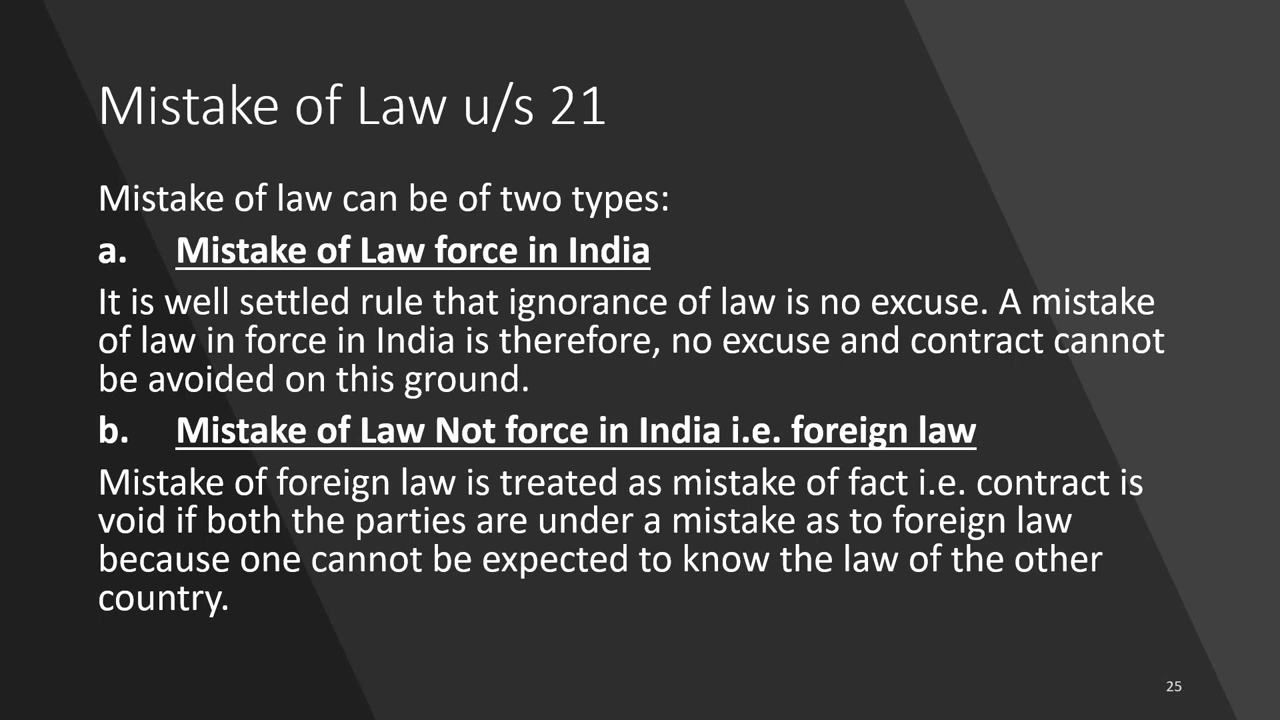 Mistake of Law u/s 21
Mistake of law can be of two types:
a. Mistake of Law force in India
It is well settled rule that ignorance of law is no excuse. A mistake
of law in force in India is therefore, no excuse and contract cannot
be avoided on this ground.
b. Mistake of Law Not force in India i.e. foreign law
Mistake of foreign law is treated as mistake of fact i.e. contract is
void if both the parties are under a mistake as to foreign law
because one cannot be expected to know the law of the other
country.
25